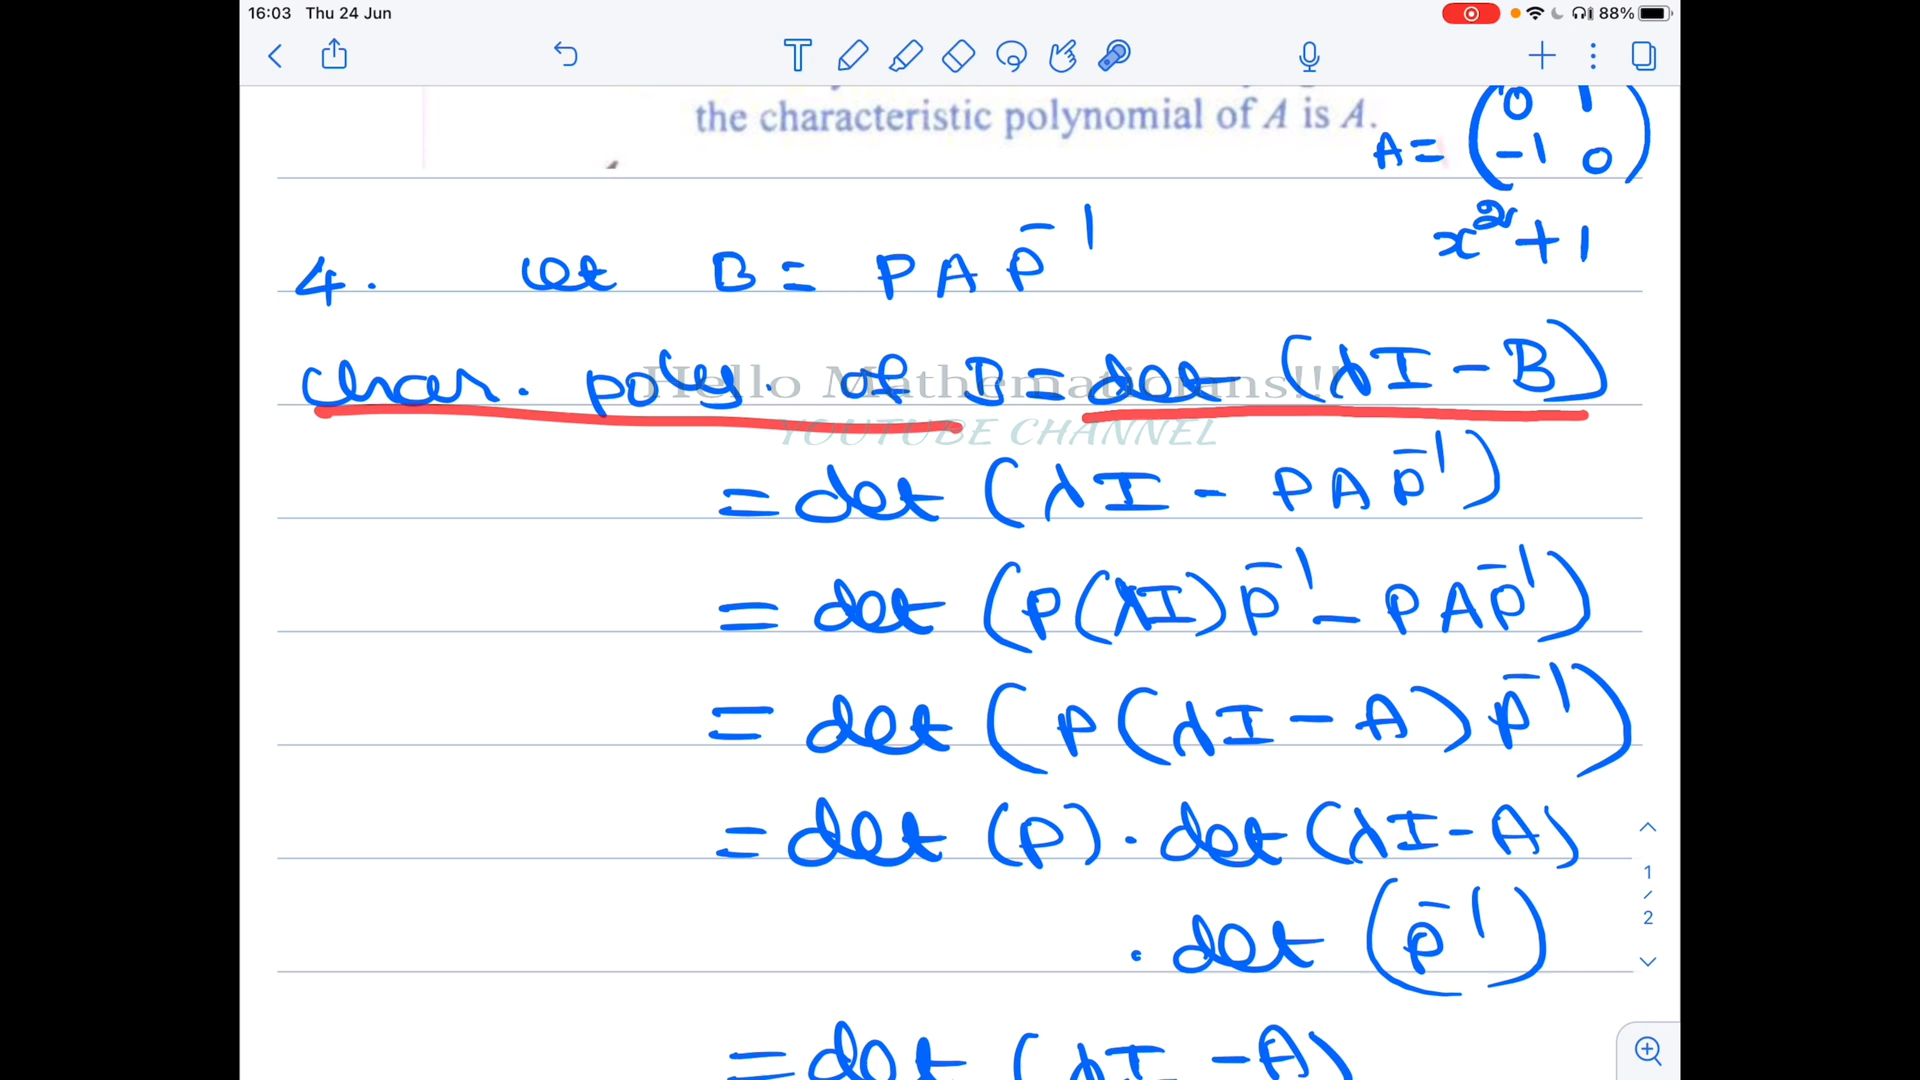 16:03 Thu 24 Jun 88%
the characteristic polynomial of A is A.
A = (0 1
-1 0)
x² + 1
4. Let B = P A P⁻¹
Char. poly. of B = det (λI - B)
Hello Mathematicians!!!
YOUTUBE CHANNEL
= det (λI - PAP⁻¹)
= det (P(λI)P⁻¹ - PAP⁻¹)
= det (P(λI - A)P⁻¹)
= det (P) . det (λI - A)
. det (P⁻¹)
= det (λI - A)
1
/
2